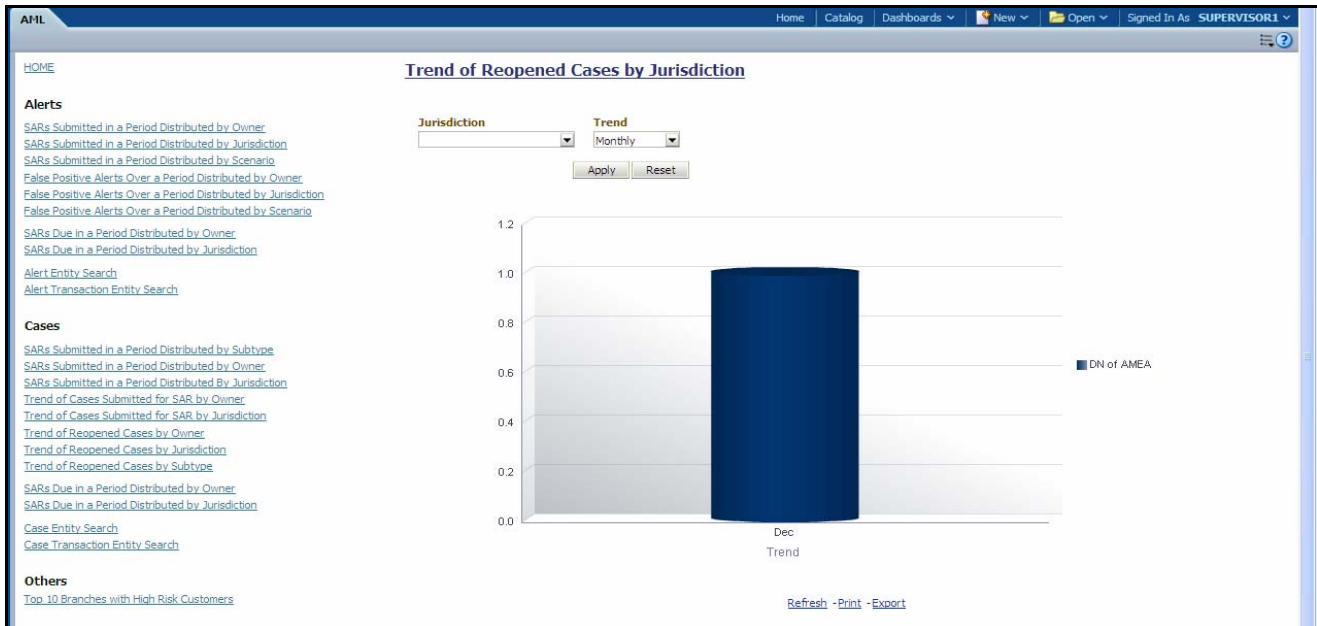 AML
Home Catalog Dashboards New Open Signed In As SUPERVISOR1
HOME
Alerts
SARs Submitted in a Period Distributed by Owner
SARs Submitted in a Period Distributed by Jurisdiction
SARs Submitted in a Period Distributed by Scenario
False Positive Alerts Over a Period Distributed by Owner
False Positive Alerts Over a Period Distributed by Jurisdiction
False Positive Alerts Over a Period Distributed by Scenario
SARs Due in a Period Distributed by Owner
SARs Due in a Period Distributed by Jurisdiction
Alert Entity Search
Alert Transaction Entity Search
Cases
SARs Submitted in a Period Distributed by Subtype
SARs Submitted in a Period Distributed by Owner
SARs Submitted in a Period Distributed By Jurisdiction
Trend of Cases Submitted for SAR by Owner
Trend of Cases Submitted for SAR by Jurisdiction
Trend of Reopened Cases by Owner
Trend of Reopened Cases by Jurisdiction
Trend of Reopened Cases by Subtype
SARs Due in a Period Distributed by Owner
SARs Due in a Period Distributed by Jurisdiction
Case Entity Search
Case Transaction Entity Search
Others
Top 10 Branches with High Risk Customers
Trend of Reopened Cases by Jurisdiction
Jurisdiction Trend
Monthly
Apply Reset
1.2
1.0
0.8
0.6
0.4
0.2
0.0
Dec
Trend
DN of AMEA
Refresh - Print - Export